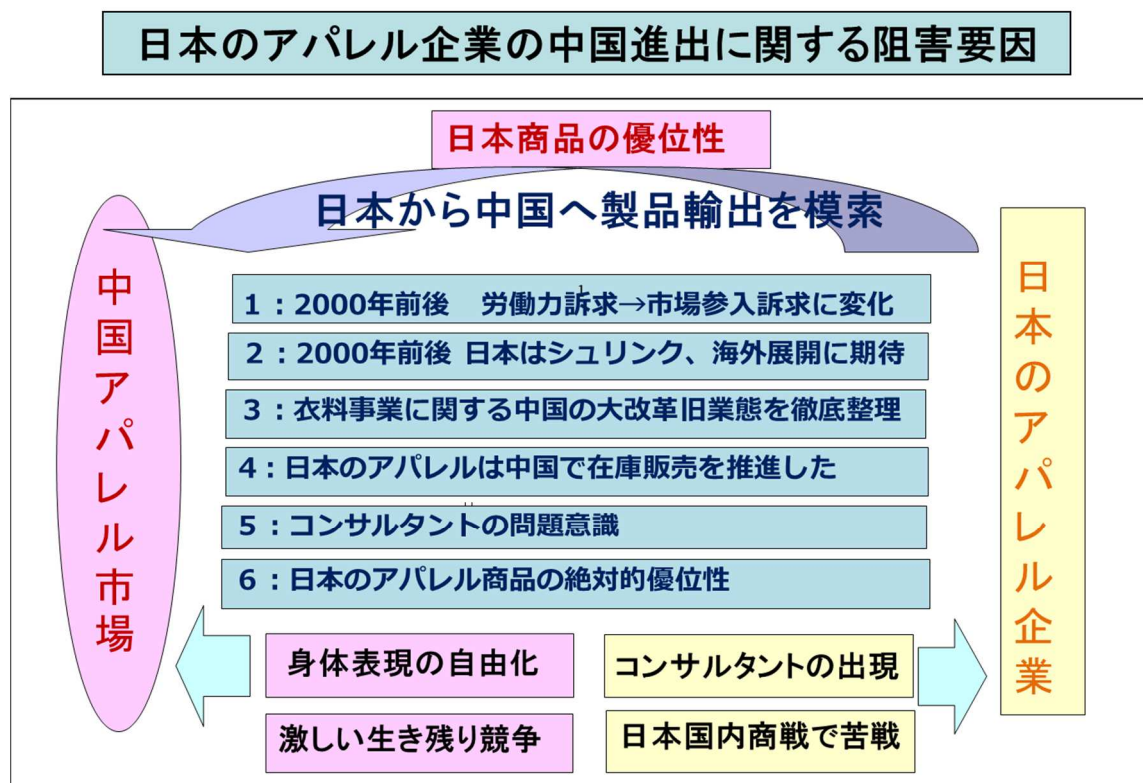 日本のアパレル企業の中国進出に関する阻害要因
日本商品の優位性
日本から中国へ製品輸出を模索
中国アパレル市場
1：2000年前後　労働力訴求→市場参入訴求に変化
2：2000年前後 日本はシュリンク、海外展開に期待
3：衣料事業に関する中国の大改革旧業態を徹底整理
4：日本のアパレルは中国で在庫販売を推進した
5：コンサルタントの問題意識
6：日本のアパレル商品の絶対的優位性
日本のアパレル企業
身体表現の自由化
コンサルタントの出現
激しい生き残り競争
日本国内商戦で苦戦